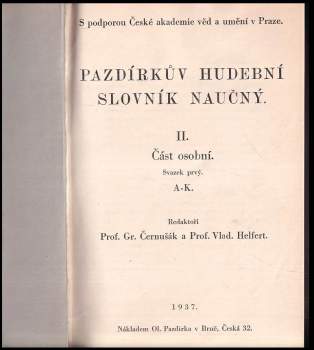 S podporou České akademie věd a umění v Praze.
PAZDÍRKŮV HUDEBNÍ
SLOVNÍK NAUČNÝ.
II.
Část osobní.
Svazek prvý.
A-K.
Redaktoři
Prof. Gr. Černušák a Prof. Vlad. Helfert.
1937.
Nákladem Ol. Pazdírka v Brně, Česká 32.